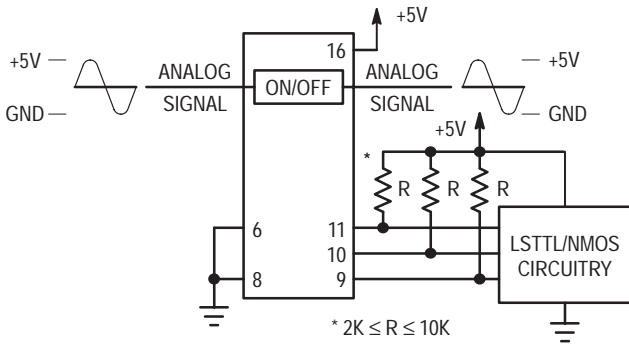 +5V
16
+5V
ANALOG
SIGNAL
ON/OFF
ANALOG
SIGNAL
+5V
GND
GND
+5V
*
R
R
R
6
11
LSTTL/NMOS
CIRCUITRY
10
8
9
* 2K ≤ R ≤ 10K